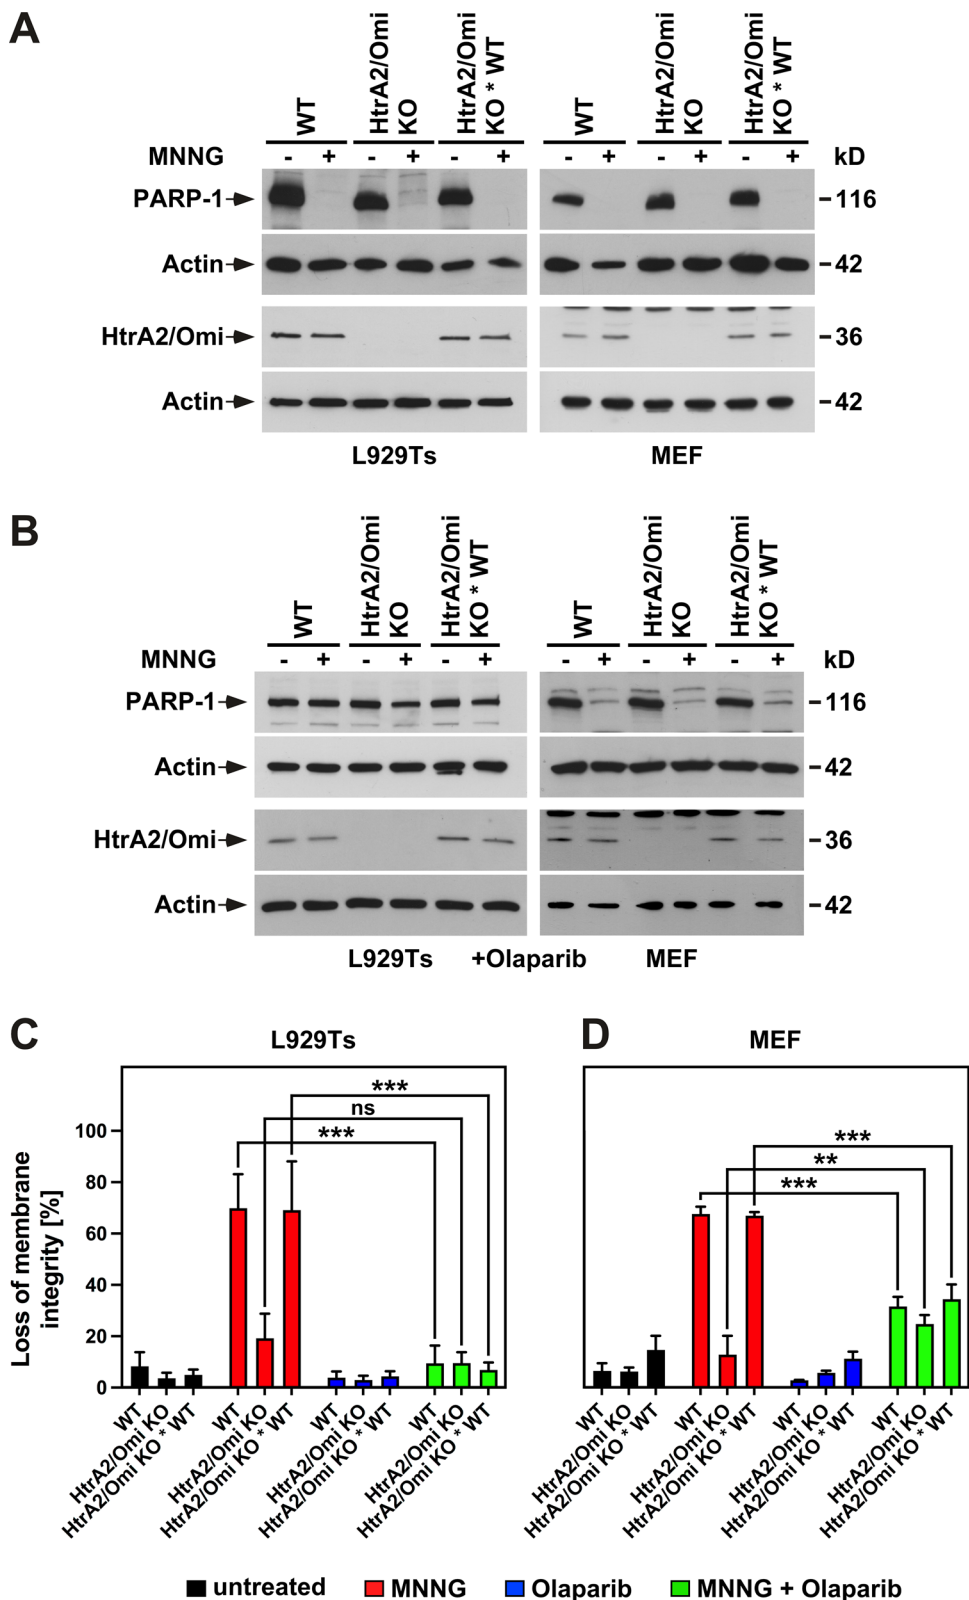 A
WT
HtrA2/Omi
KO
HtrA2/Omi
KO * WT
WT
HtrA2/Omi
KO
HtrA2/Omi
KO * WT
MNNG - + - + - + - + - + - + kD
PARP-1 116
Actin 42
HtrA2/Omi 36
Actin 42
L929Ts MEF
B
WT
HtrA2/Omi
KO
HtrA2/Omi
KO * WT
WT
HtrA2/Omi
KO
HtrA2/Omi
KO * WT
MNNG - + - + - + - + - + - + kD
PARP-1 116
Actin 42
HtrA2/Omi 36
Actin 42
L929Ts +Olaparib MEF
C
L929Ts
Loss of membrane
integrity [%]
100
80
60
40
20
0
***
ns
***
WT
HtrA2/Omi KO
HtrA2/Omi KO * WT
WT
HtrA2/Omi KO
HtrA2/Omi KO * WT
WT
HtrA2/Omi KO
HtrA2/Omi KO * WT
WT
HtrA2/Omi KO
HtrA2/Omi KO * WT
D
MEF
***
**
***
WT
HtrA2/Omi KO
HtrA2/Omi KO * WT
WT
HtrA2/Omi KO
HtrA2/Omi KO * WT
WT
HtrA2/Omi KO
HtrA2/Omi KO * WT
WT
HtrA2/Omi KO
HtrA2/Omi KO * WT
untreated MNNG Olaparib MNNG + Olaparib